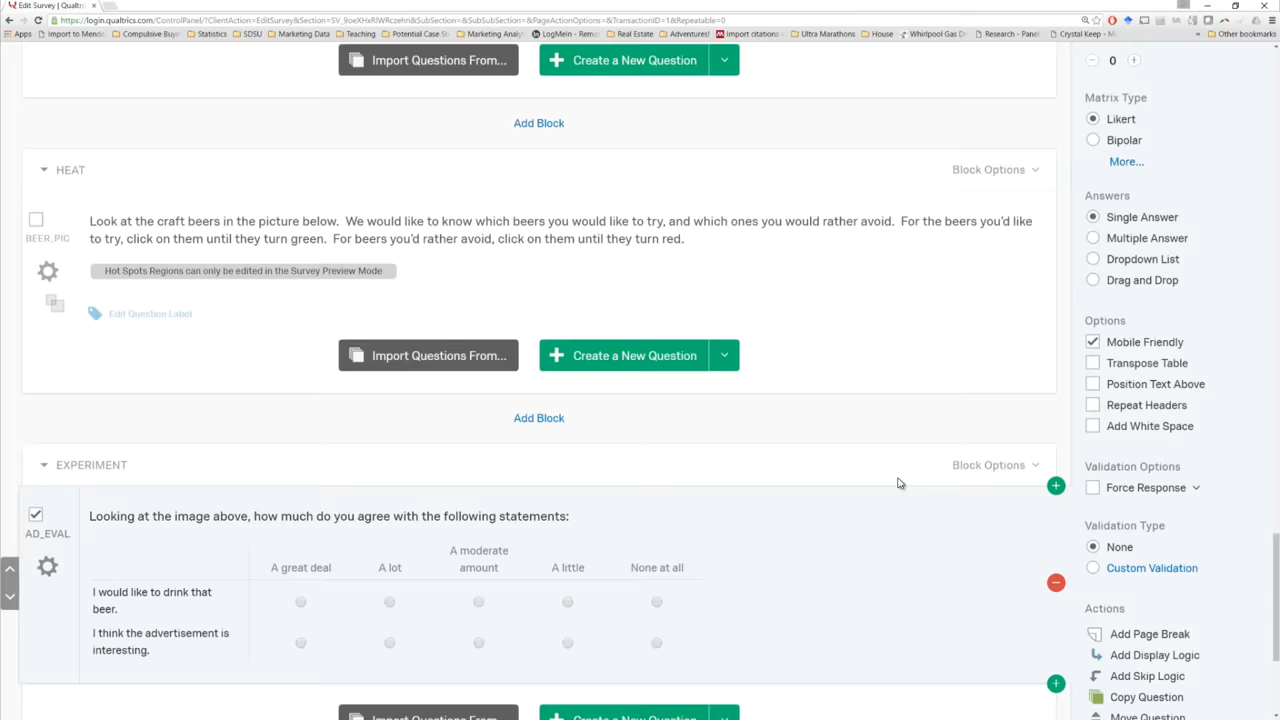 Edit Survey | Qualt
https://login.qualtrics.com/ControlPanel/?ClientAction=EditSurvey&Section=SV_9oeXHxRlWRczehn&SubSection=&SubSubSection=&PageActionOptions=&TransactionID=1&Repeatable=0
Apps Import to Mende Compulsive Buye Statistics SDSU Marketing Data Teaching Potential Case St Marketing Analy LogMeIn - Remo Real Estate Adventures! Import citations Ultra Marathons House Whirlpool Gas D Research - Panel Crystal Keep - M » Other bookmarks
Import Questions From... Create a New Question
0
Matrix Type
Add Block
Likert
Bipolar
More...
HEAT Block Options
Answers
Single Answer
Multiple Answer
Dropdown List
Drag and Drop
BEER_PIC
Look at the craft beers in the picture below. We would like to know which beers you would like to try, and which ones you would rather avoid. For the beers you'd like
to try, click on them until they turn green. For beers you'd rather avoid, click on them until they turn red.
Hot Spots Regions can only be edited in the Survey Preview Mode
Edit Question Label
Options
Mobile Friendly
Transpose Table
Position Text Above
Repeat Headers
Add White Space
Import Questions From... Create a New Question
Add Block
EXPERIMENT Block Options
Validation Options
Force Response
Validation Type
None
Custom Validation
AD_EVAL
Looking at the image above, how much do you agree with the following statements:
A great deal A lot A moderate amount A little None at all
I would like to drink that
beer.
I think the advertisement is
interesting.
Actions
Add Page Break
Add Display Logic
Add Skip Logic
Copy Question
Move Question
Import Questions From... Create a New Question